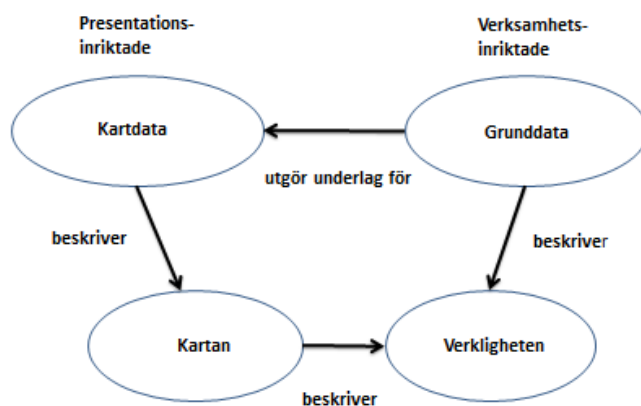 Presentations-
inriktade
Verksamhets-
inriktade
Kartdata
Grunddata
utgör underlag för
beskriver
beskriver
Kartan
Verkligheten
beskriver